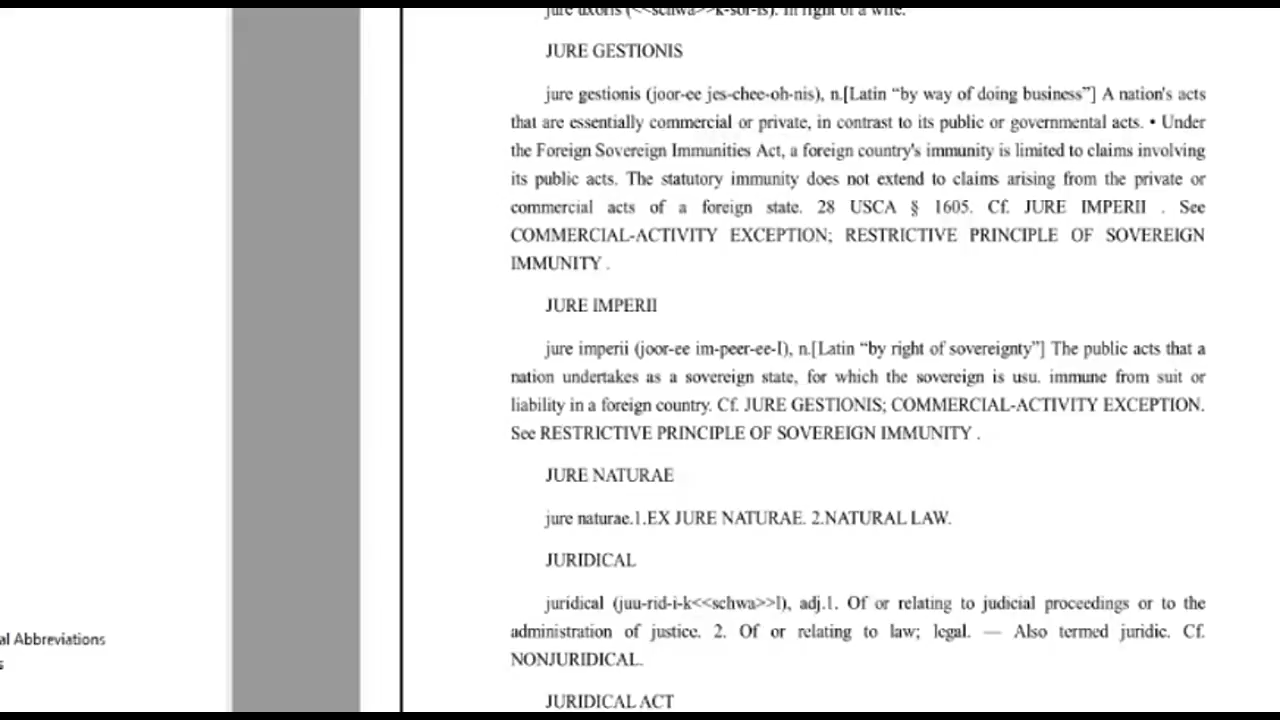 jure uxoris (<<schwa>>k-sor-is). In right of a wife.
JURE GESTIONIS
jure gestionis (joor-ee jes-chee-oh-nis), n.[Latin “by way of doing business”] A nation's acts
that are essentially commercial or private, in contrast to its public or governmental acts. • Under
the Foreign Sovereign Immunities Act, a foreign country's immunity is limited to claims involving
its public acts. The statutory immunity does not extend to claims arising from the private or
commercial acts of a foreign state. 28 USCA § 1605. Cf. JURE IMPERII . See
COMMERCIAL-ACTIVITY EXCEPTION; RESTRICTIVE PRINCIPLE OF SOVEREIGN
IMMUNITY .
JURE IMPERII
jure imperii (joor-ee im-peer-ee-I), n.[Latin “by right of sovereignty”] The public acts that a
nation undertakes as a sovereign state, for which the sovereign is usu. immune from suit or
liability in a foreign country. Cf. JURE GESTIONIS; COMMERCIAL-ACTIVITY EXCEPTION.
See RESTRICTIVE PRINCIPLE OF SOVEREIGN IMMUNITY .
JURE NATURAE
jure naturae.1.EX JURE NATURAE. 2.NATURAL LAW.
JURIDICAL
juridical (juu-rid-i-k<<schwa>>l), adj.1. Of or relating to judicial proceedings or to the
administration of justice. 2. Of or relating to law; legal. — Also termed juridic. Cf.
NONJURIDICAL.
JURIDICAL ACT
al Abbreviations
s